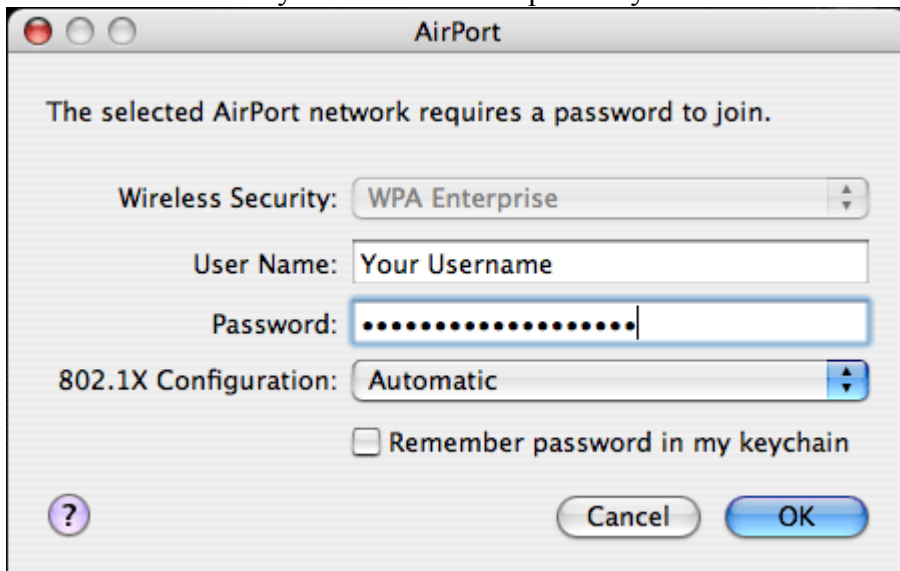 AirPort
The selected AirPort network requires a password to join.
Wireless Security: WPA Enterprise
User Name: Your Username
Password: •••••••••••••••••••
802.1X Configuration: Automatic
Remember password in my keychain
? Cancel OK